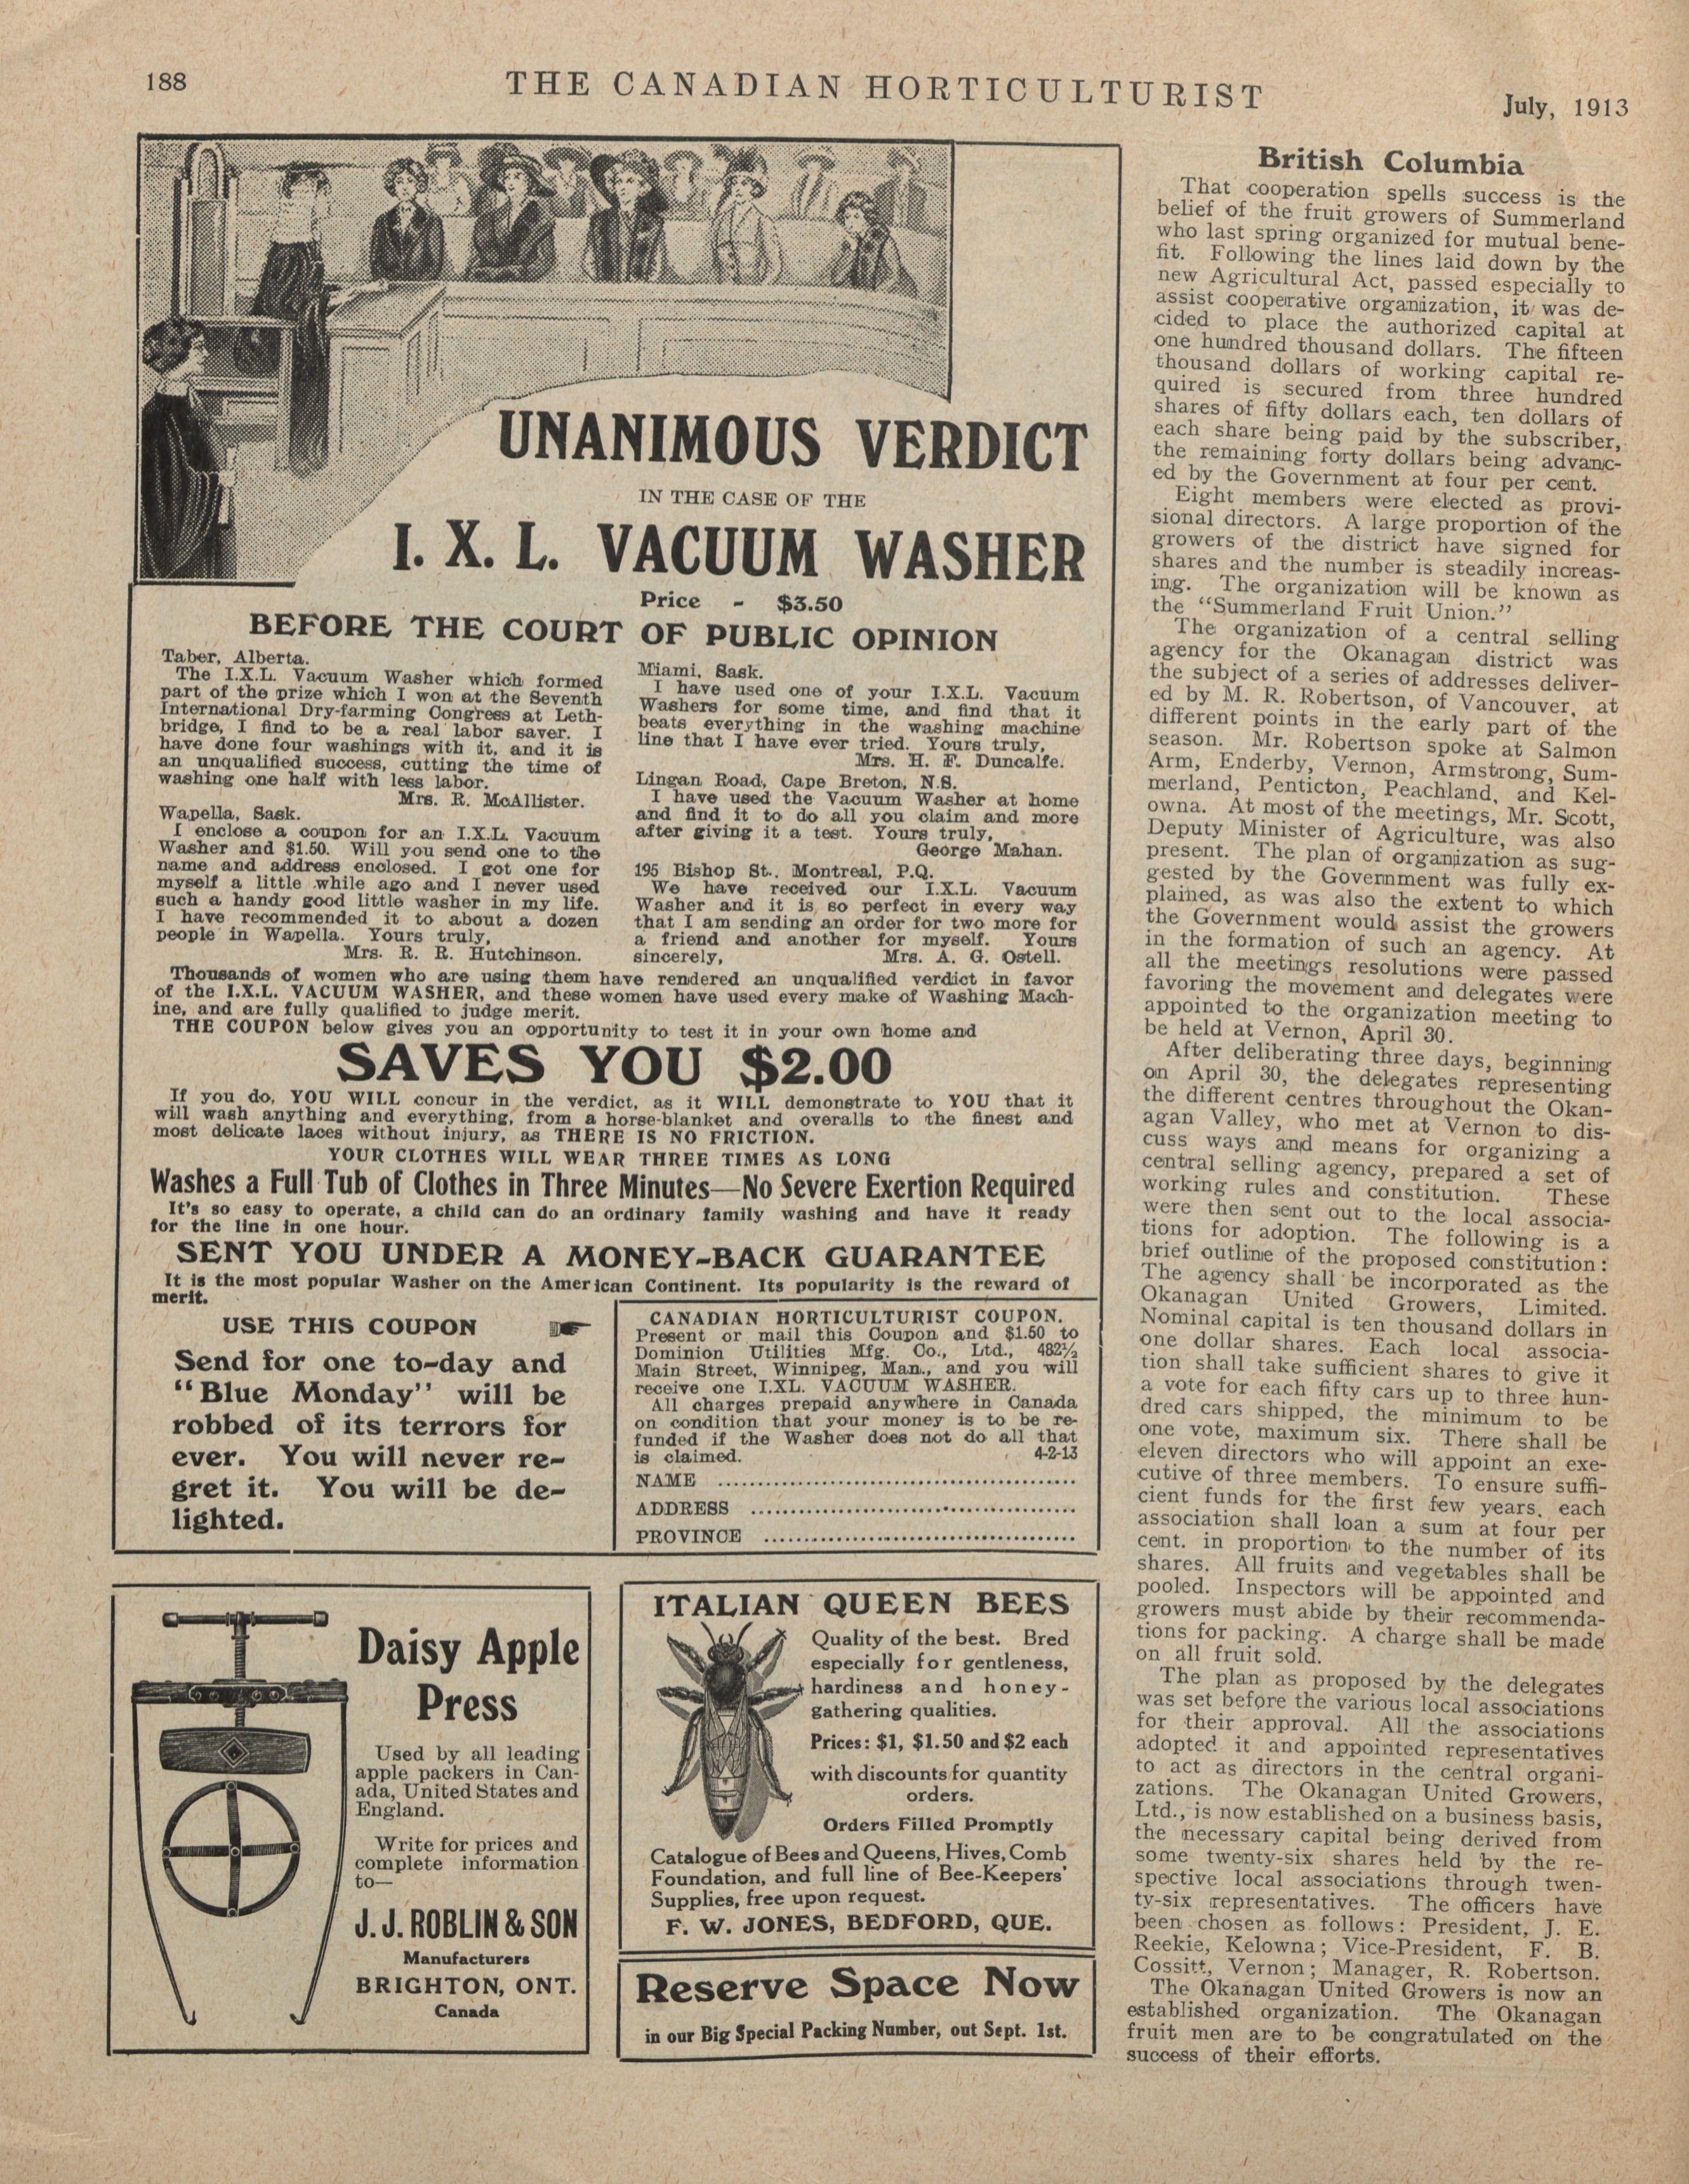 188
THE CANADIAN HORTICULTURIST
July, 1913
UNANIMOUS VERDICT
IN THE CASE OF THE
I. X. L. VACUUM WASHER
Price - $3.50
BEFORE THE COURT OF PUBLIC OPINION
Taber, Alberta.
The I.X.L. Vacuum Washer which formed
part of the prize which I won at the Seventh
International Dry-farming Congress at Leth-
bridge, I find to be a real labor saver. I
have done four washings with it, and it is
an unqualified success, cutting the time of
washing one half with less labor.
Mrs. R. McAllister.
Wapella, Sask.
I enclose a coupon for an I.X.L. Vacuum
Washer and $1.50. Will you send one to the
name and address enclosed. I got one for
myself a little while ago and I never used
such a handy good little washer in my life.
I have recommended it to about a dozen
people in Wapella. Yours truly,
Mrs. R. R. Hutchinson.
Miami, Sask.
I have used one of your I.X.L. Vacuum
Washers for some time, and find that it
beats everything in the washing machine
line that I have ever tried. Yours truly,
Mrs. H. F. Duncalfe.
Lingan Road, Cape Breton, N.S.
I have used the Vacuum Washer at home
and find it to do all you claim and more
after giving it a test. Yours truly,
George Mahan.
195 Bishop St., Montreal, P.Q.
We have received our I.X.L. Vacuum
Washer and it is so perfect in every way
that I am sending an order for two more for
a friend and another for myself. Yours
sincerely, Mrs. A. G. Ostell.
Thousands of women who are using them have rendered an unqualified verdict in favor
of the I.X.L. VACUUM WASHER, and these women have used every make of Washing Mach-
ine, and are fully qualified to judge merit.
THE COUPON below gives you an opportunity to test it in your own home and
SAVES YOU $2.00
If you do, YOU WILL concur in the verdict, as it WILL demonstrate to YOU that it
will wash anything and everything, from a horse-blanket and overalls to the finest and
most delicate laces without injury, as THERE IS NO FRICTION.
YOUR CLOTHES WILL WEAR THREE TIMES AS LONG
Washes a Full Tub of Clothes in Three Minutes—No Severe Exertion Required
It's so easy to operate, a child can do an ordinary family washing and have it ready
for the line in one hour.
SENT YOU UNDER A MONEY-BACK GUARANTEE
It is the most popular Washer on the American Continent. Its popularity is the reward of
merit.
USE THIS COUPON
Send for one to-day and
"Blue Monday" will be
robbed of its terrors for
ever. You will never re-
gret it. You will be de-
lighted.
CANADIAN HORTICULTURIST COUPON.
Present or mail this Coupon and $1.50 to
Dominion Utilities Mfg. Co., Ltd., 482½
Main Street, Winnipeg, Man., and you will
receive one I.XL. VACUUM WASHER.
All charges prepaid anywhere in Canada
on condition that your money is to be re-
funded if the Washer does not do all that
is claimed. 4-2-13
NAME ..........................................
ADDRESS ......................................
PROVINCE .....................................
Daisy Apple
Press
Used by all leading
apple packers in Can-
ada, United States and
England.
Write for prices and
complete information
to—
J. J. ROBLIN & SON
Manufacturers
BRIGHTON, ONT.
Canada
ITALIAN QUEEN BEES
Quality of the best. Bred
especially for gentleness,
hardiness and honey-
gathering qualities.
Prices: $1, $1.50 and $2 each
with discounts for quantity
orders.
Orders Filled Promptly
Catalogue of Bees and Queens, Hives, Comb
Foundation, and full line of Bee-Keepers'
Supplies, free upon request.
F. W. JONES, BEDFORD, QUE.
Reserve Space Now
in our Big Special Packing Number, out Sept. 1st.
British Columbia
That cooperation spells success is the
belief of the fruit growers of Summerland
who last spring organized for mutual bene-
fit. Following the lines laid down by the
new Agricultural Act, passed especially to
assist cooperative organization, it was de-
cided to place the authorized capital at
one hundred thousand dollars. The fifteen
thousand dollars of working capital re-
quired is secured from three hundred
shares of fifty dollars each, ten dollars of
each share being paid by the subscriber,
the remaining forty dollars being advanc-
ed by the Government at four per cent.
Eight members were elected as provi-
sional directors. A large proportion of the
growers of the district have signed for
shares and the number is steadily increas-
ing. The organization will be known as
the "Summerland Fruit Union."
The organization of a central selling
agency for the Okanagan district was
the subject of a series of addresses deliver-
ed by M. R. Robertson, of Vancouver, at
different points in the early part of the
season. Mr. Robertson spoke at Salmon
Arm, Enderby, Vernon, Armstrong, Sum-
merland, Penticton, Peachland, and Kel-
owna. At most of the meetings, Mr. Scott,
Deputy Minister of Agriculture, was also
present. The plan of organization as sug-
gested by the Government was fully ex-
plained, as was also the extent to which
the Government would assist the growers
in the formation of such an agency. At
all the meetings resolutions were passed
favoring the movement and delegates were
appointed to the organization meeting to
be held at Vernon, April 30.
After deliberating three days, beginning
on April 30, the delegates representing
the different centres throughout the Okan-
agan Valley, who met at Vernon to dis-
cuss ways and means for organizing a
central selling agency, prepared a set of
working rules and constitution. These
were then sent out to the local associa-
tions for adoption. The following is a
brief outline of the proposed constitution:
The agency shall be incorporated as the
Okanagan United Growers, Limited.
Nominal capital is ten thousand dollars in
one dollar shares. Each local associa-
tion shall take sufficient shares to give it
a vote for each fifty cars up to three hun-
dred cars shipped, the minimum to be
one vote, maximum six. There shall be
eleven directors who will appoint an exe-
cutive of three members. To ensure suffi-
cient funds for the first few years, each
association shall loan a sum at four per
cent. in proportion to the number of its
shares. All fruits and vegetables shall be
pooled. Inspectors will be appointed and
growers must abide by their recommenda-
tions for packing. A charge shall be made
on all fruit sold.
The plan as proposed by the delegates
was set before the various local associations
for their approval. All the associations
adopted it and appointed representatives
to act as directors in the central organi-
zations. The Okanagan United Growers,
Ltd., is now established on a business basis,
the necessary capital being derived from
some twenty-six shares held by the re-
spective local associations through twen-
ty-six representatives. The officers have
been chosen as follows: President, J. E.
Reekie, Kelowna; Vice-President, F. B.
Cossitt, Vernon; Manager, R. Robertson.
The Okanagan United Growers is now an
established organization. The Okanagan
fruit men are to be congratulated on the
success of their efforts.